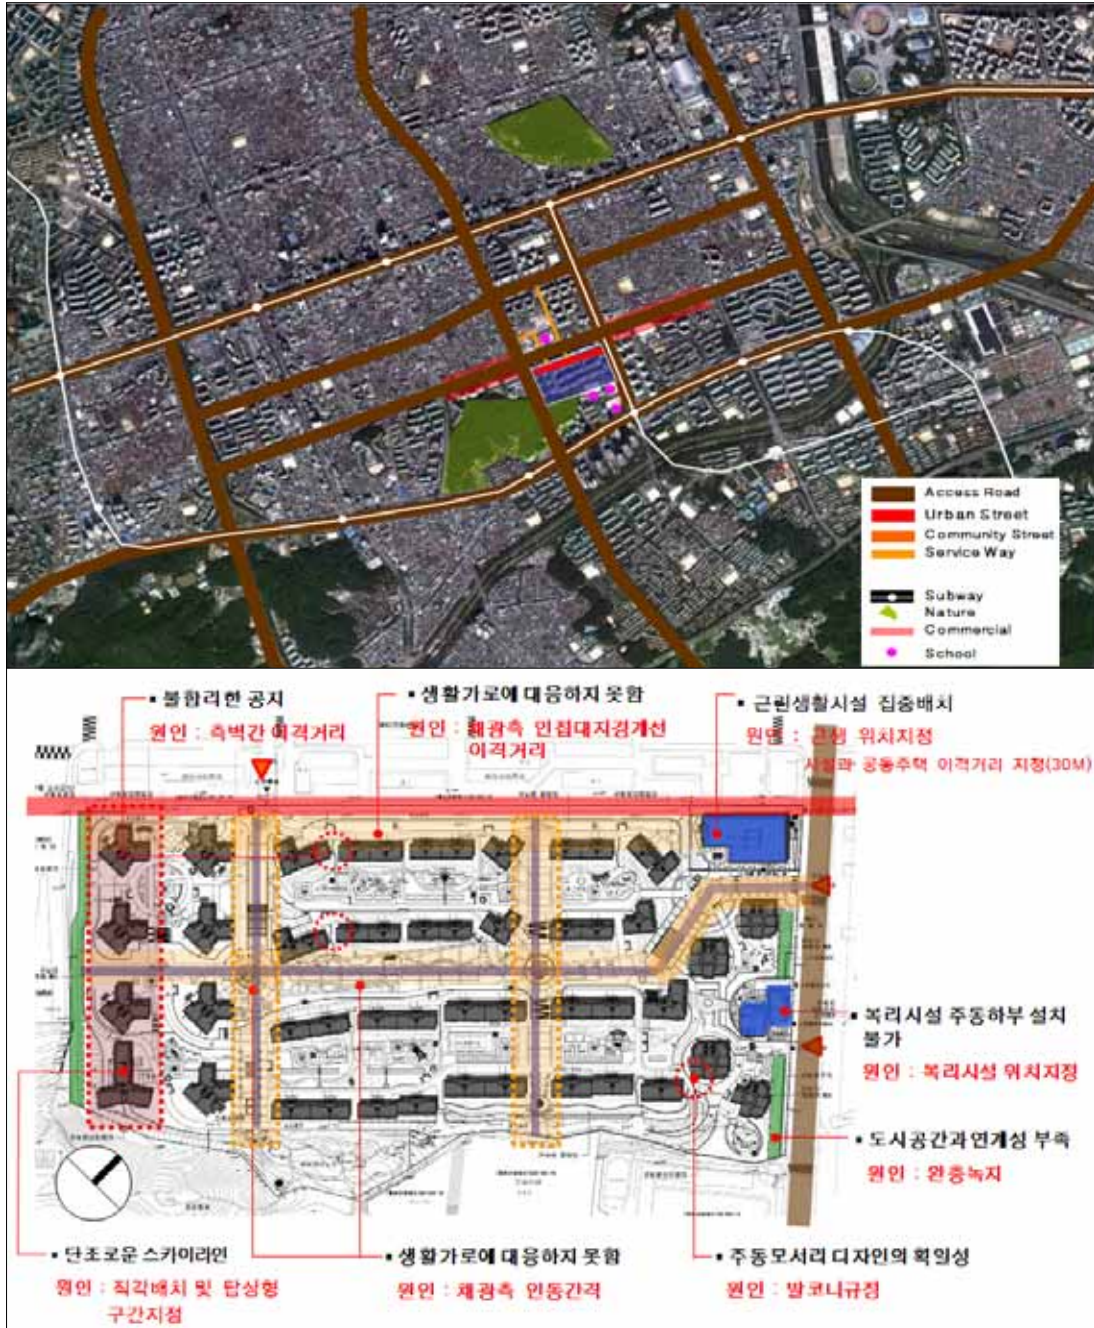 Access Road
Urban Street
Community Street
Service Way
Subway
Nature
Commercial
School
▪ 불합리한 공지
원인 : 측벽간 이격거리
▪ 생활가로에 대응하지 못함
원인 : 채광측 인접대지경계선
이격거리
▪ 근린생활시설 집중배치
원인 : 근생 위치지정
시설과 공동주택 이격거리 지정(30M)
▪ 복리시설 주동하부 설치
불가
원인 : 복리시설 위치지정
▪ 도시공간과연계성 부족
원인 : 완충녹지
▪ 단조로운 스카이라인
원인 : 직각배치 및 탑상형
구간지정
▪ 생활가로에 대응하지 못함
원인 : 채광측 인동간격
▪ 주동모서리 디자인의 획일성
원인 : 발코니규정